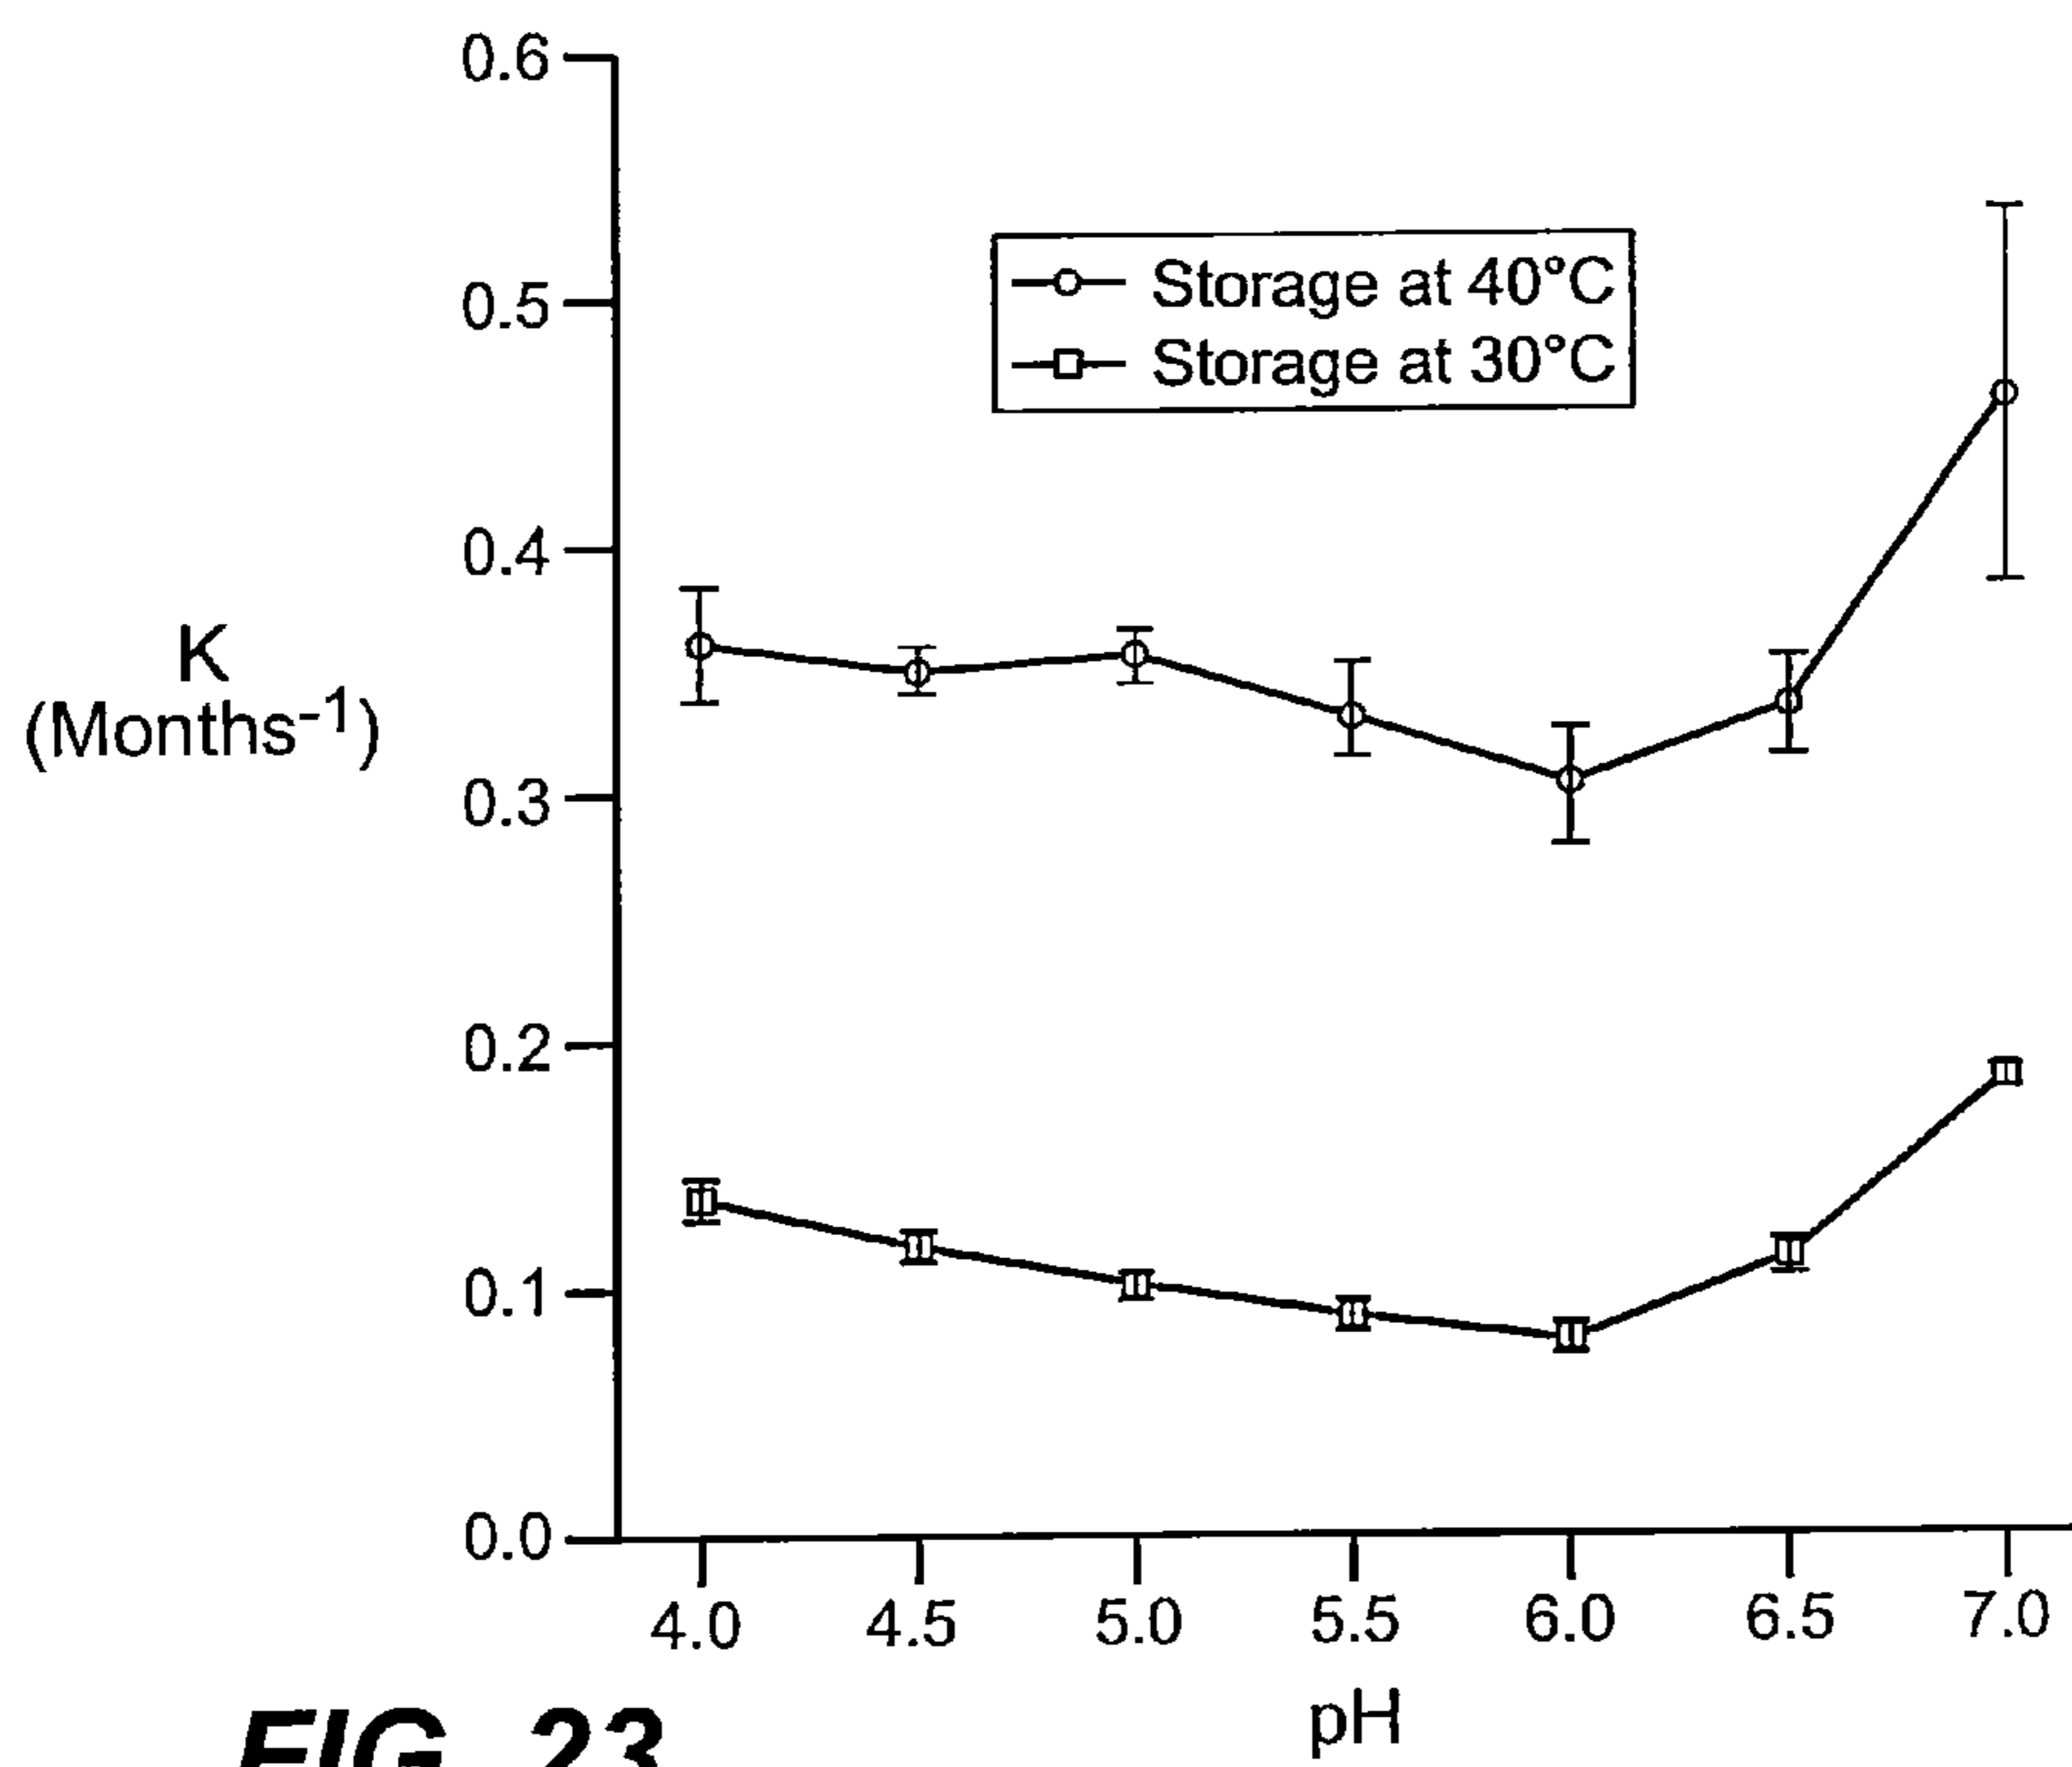 0.6
0.5
0.4
0.3
0.2
0.1
0.0
K
(Months-1)
Storage at 40°C
Storage at 30°C
4.0 4.5 5.0 5.5 6.0 6.5 7.0
pH
FIG. 23